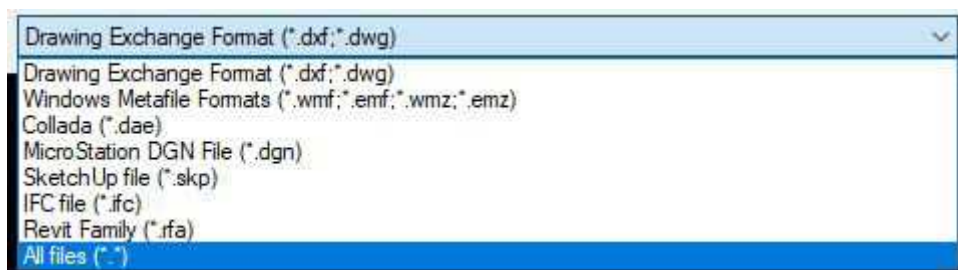 Drawing Exchange Format (*.dxf;*.dwg)
Drawing Exchange Format (*.dxf;*.dwg)
Windows Metafile Formats (*.wmf;*.emf;*.wmz;*.emz)
Collada (*.dae)
MicroStation DGN File (*.dgn)
SketchUp file (*.skp)
IFC file (*.ifc)
Revit Family (*.rfa)
All files (*.*)